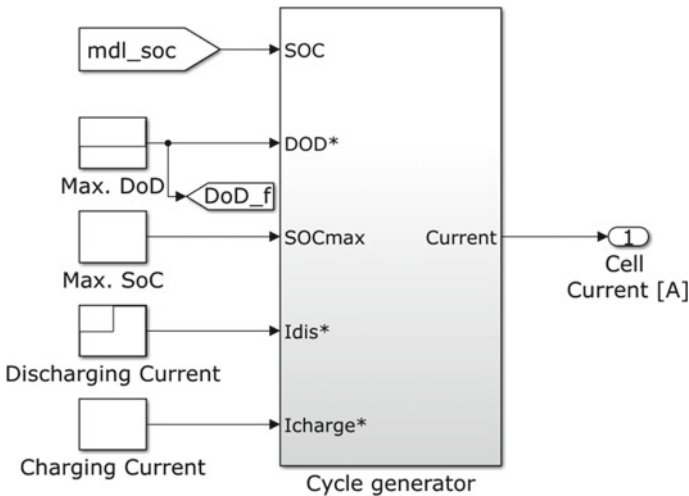 mdl_soc
SOC
DOD*
Max. DoD
DoD_f
SOCmax
Max. SoC
Current
1
Cell
Current [A]
Idis*
Discharging Current
Icharge*
Charging Current
Cycle generator